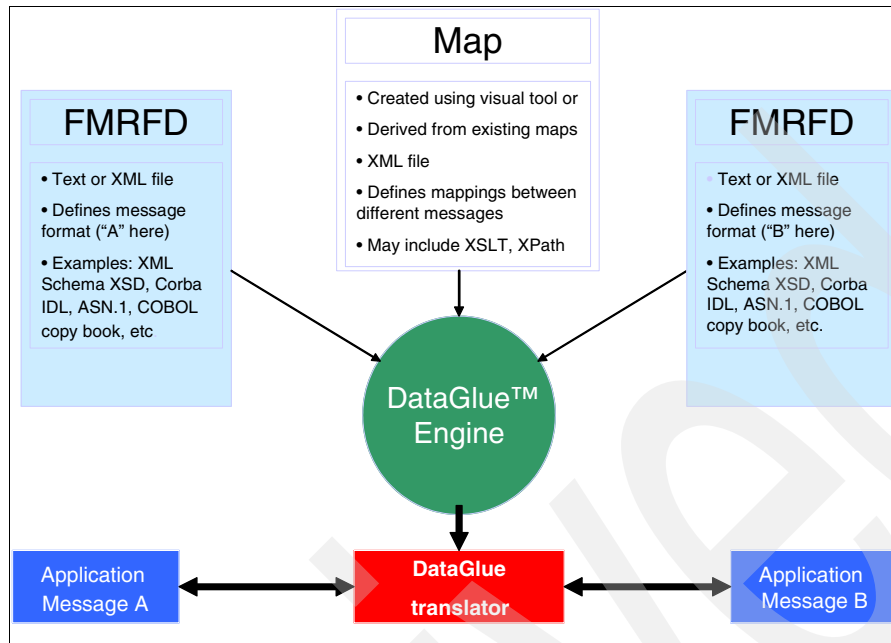 Map
• Created using visual tool or
• Derived from existing maps
• XML file
• Defines mappings between
different messages
• May include XSLT, XPath
FMRFD
• Text or XML file
• Defines message
format (“A” here)
• Examples: XML
Schema XSD, Corba
IDL, ASN.1, COBOL
copy book, etc
FMRFD
• Text or XML file
• Defines message
format (“B” here)
• Examples: XML
Schema XSD, Corba
IDL, ASN.1, COBOL
copy book, etc.
DataGlue™
Engine
Application
Message A
DataGlue
translator
Application
Message B